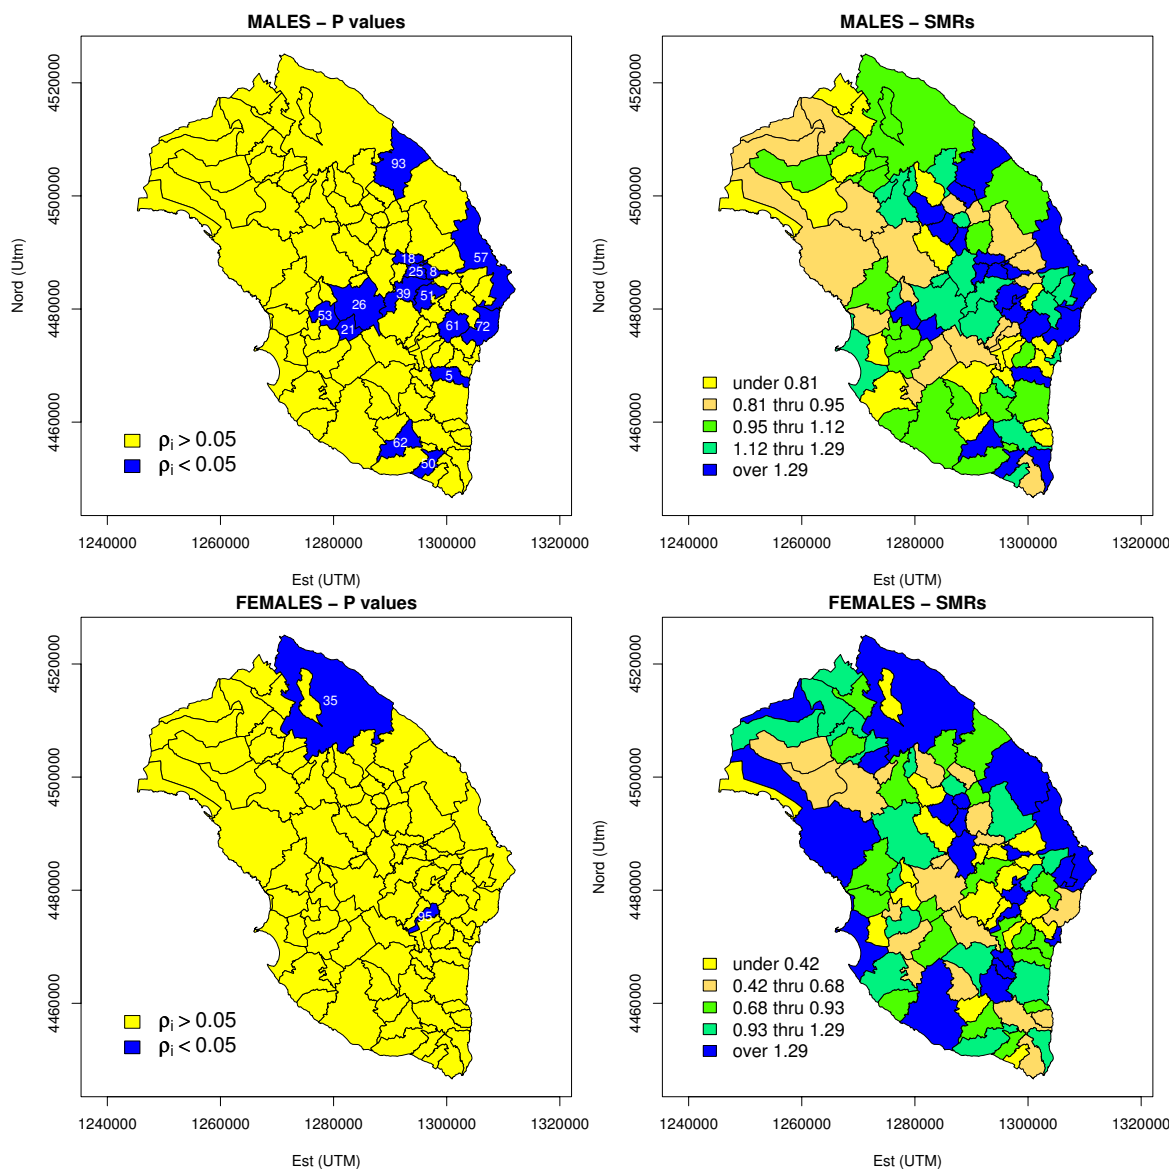 MALES – P values
4520000
4500000
4480000
4460000
Nord (Utm)
93
57
18
25
8
39
51
26
53
21
61
72
5
62
50
ρi > 0.05
ρi < 0.05
1240000 1260000 1280000 1300000 1320000
Est (UTM)
MALES – SMRs
4520000
4500000
4480000
4460000
Nord (Utm)
under 0.81
0.81 thru 0.95
0.95 thru 1.12
1.12 thru 1.29
over 1.29
1240000 1260000 1280000 1300000 1320000
Est (UTM)
FEMALES – P values
4520000
4500000
4480000
4460000
Nord (Utm)
35
95
ρi > 0.05
ρi < 0.05
1240000 1260000 1280000 1300000 1320000
Est (UTM)
FEMALES – SMRs
4520000
4500000
4480000
4460000
Nord (Utm)
under 0.42
0.42 thru 0.68
0.68 thru 0.93
0.93 thru 1.29
over 1.29
1240000 1260000 1280000 1300000 1320000
Est (UTM)